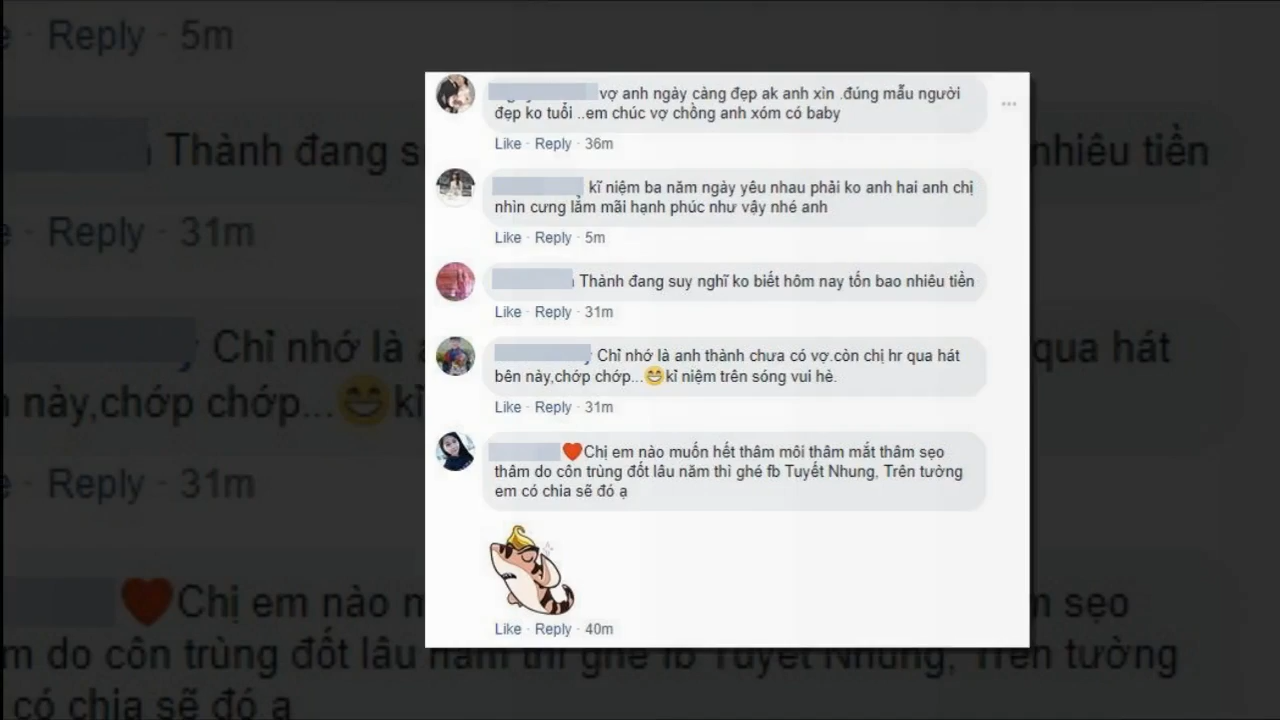 vợ anh ngày càng đẹp ak anh xin .đúng mẫu người
đẹp ko tuổi ..em chúc vợ chồng anh xóm có baby
Like · Reply · 36m
kĩ niệm ba năm ngày yêu nhau phải ko anh hai anh chị
nhìn cưng lắm mãi hạnh phúc như vậy nhé anh
Like · Reply · 5m
Thành đang suy nghĩ ko biết hôm nay tốn bao nhiêu tiền
Like · Reply · 31m
Chỉ nhớ là anh thành chưa có vợ.còn chị hr qua hát
bên này,chớp chớp...😁kỉ niệm trên sóng vui hè.
Like · Reply · 31m
❤Chị em nào muốn hết thâm môi thâm mắt thâm sẹo
thâm do côn trùng đốt lâu năm thì ghé fb Tuyết Nhung, Trên tường
em có chia sẽ đó ạ
Like · Reply · 40m
Reply · 5m
Thành đang s
nhiêu tiền
Reply · 31m
Chỉ nhớ là
qua hát
này,chớp chớp...😁kỉ
Reply · 31m
❤Chị em nào m
sẹo
m do côn trùng đốt lâu năm thì ghé fb Tuyết Nhung, Trên tường
có chia sẽ đó ạ